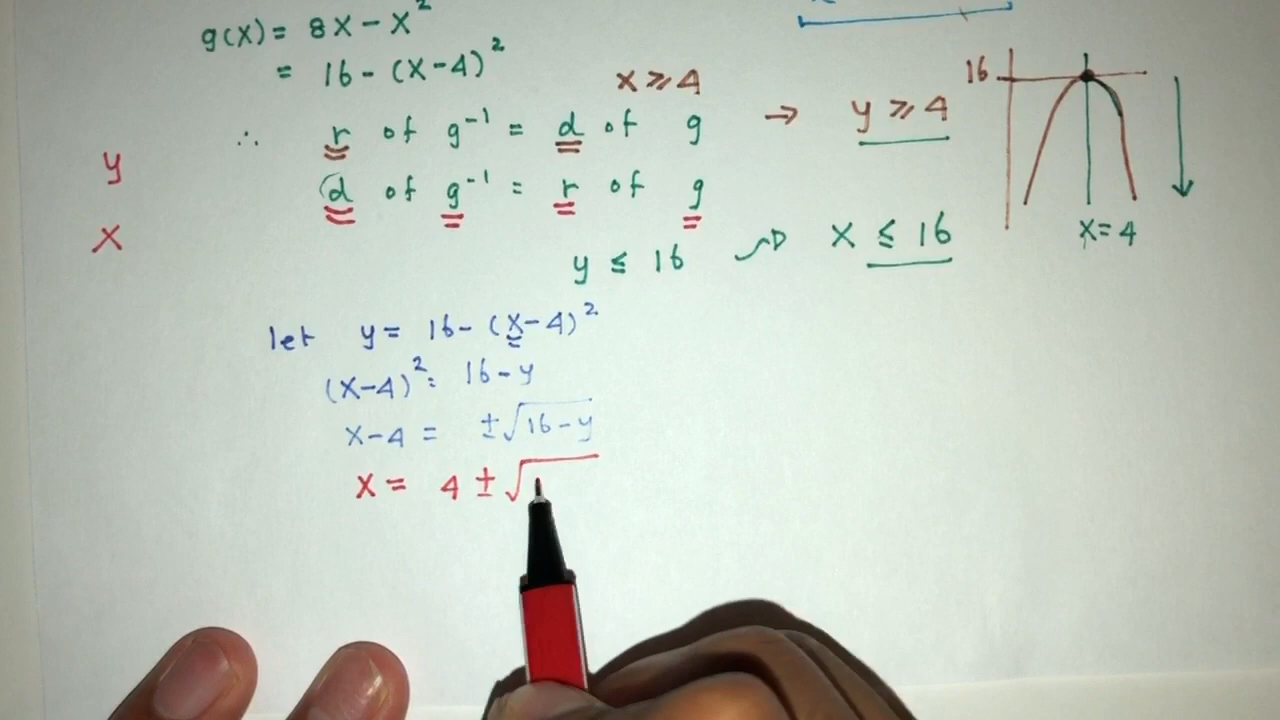 g(x) = 8x - x²
= 16 - (x-4)²
x ⩾ 4
∴ r of g⁻¹ = d of g → y ⩾ 4
y
d of g⁻¹ = r of g
x
y ≤ 16 → x ≤ 16
16
x = 4
let y = 16 - (x-4)²
(x-4)² = 16 - y
x - 4 = ±√16-y
x = 4 ± √